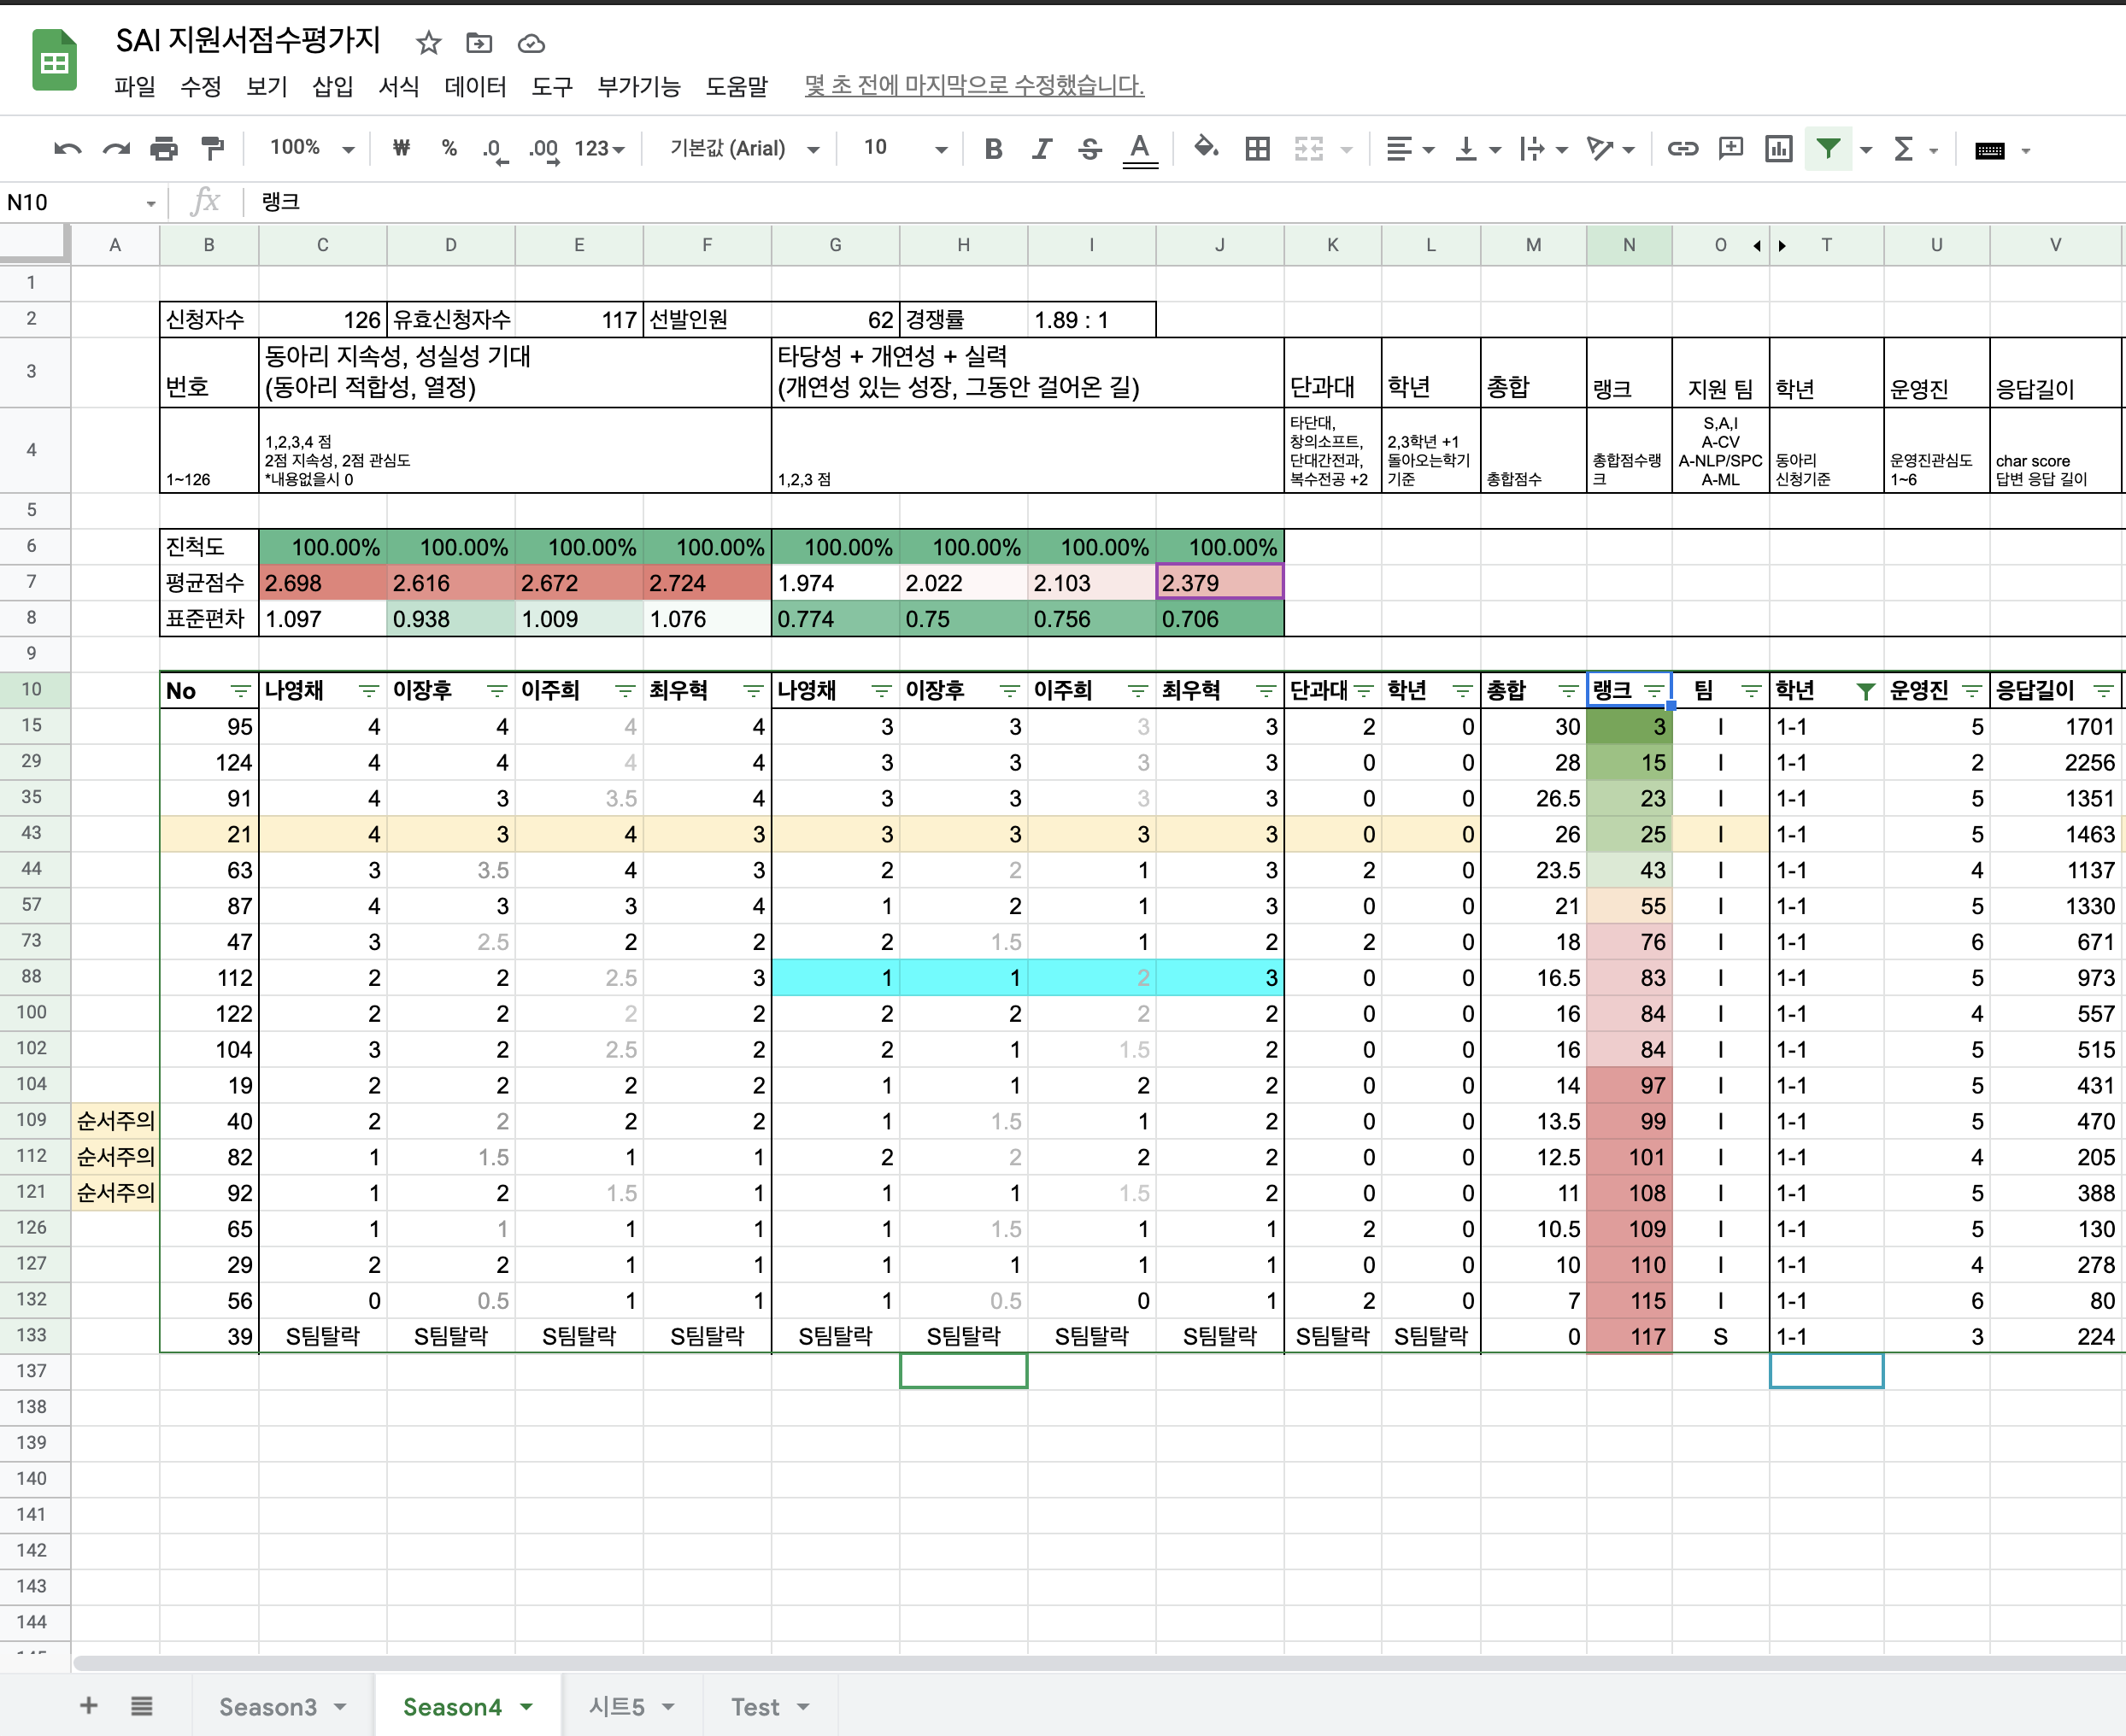 SAI 지원서점수평가지
파일 수정 보기 삽입 서식 데이터 도구 부가기능 도움말 몇 초 전에 마지막으로 수정했습니다.
100% ₩ % .0 .00 123 기본값 (Arial) 10 B I S A Σ
N10 fx 랭크
A B C D E F G H I J K L M N O T U V
1
2 신청자수 126 유효신청자수 117 선발인원 62 경쟁률 1.89 : 1
3 번호 동아리 지속성, 성실성 기대 타당성 + 개연성 + 실력 단과대 학년 총합 랭크 지원 팀 학년 운영진 응답길이
(동아리 적합성, 열정) (개연성 있는 성장, 그동안 걸어온 길)
4 1~126 1,2,3,4 점 1,2,3 점 타단대, 2,3학년 +1 총합점수 총합점수랭 S,A,I 동아리 운영진관심도 char score
2점 지속성, 2점 관심도 창의소프트, 돌아오는학기 크 A-CV 신청기준 1~6 답변 응답 길이
*내용없을시 0 단대간전과, 기준 A-NLP/SPC
복수전공 +2 A-ML
5
6 진척도 100.00% 100.00% 100.00% 100.00% 100.00% 100.00% 100.00% 100.00%
7 평균점수 2.698 2.616 2.672 2.724 1.974 2.022 2.103 2.379
8 표준편차 1.097 0.938 1.009 1.076 0.774 0.75 0.756 0.706
9
10 No 나영채 이장후 이주희 최우혁 나영채 이장후 이주희 최우혁 단과대 학년 총합 랭크 팀 학년 운영진 응답길이
15 95 4 4 4 4 3 3 3 3 2 0 30 3 I 1-1 5 1701
29 124 4 4 4 4 3 3 3 3 0 0 28 15 I 1-1 2 2256
35 91 4 3 3.5 4 3 3 3 3 0 0 26.5 23 I 1-1 5 1351
43 21 4 3 4 3 3 3 3 3 0 0 26 25 I 1-1 5 1463
44 63 3 3.5 4 3 2 2 1 3 2 0 23.5 43 I 1-1 4 1137
57 87 4 3 3 4 1 2 1 3 0 0 21 55 I 1-1 5 1330
73 47 3 2.5 2 2 2 1.5 1 2 2 0 18 76 I 1-1 6 671
88 112 2 2 2.5 3 1 1 2 3 0 0 16.5 83 I 1-1 5 973
100 122 2 2 2 2 2 2 2 2 0 0 16 84 I 1-1 4 557
102 104 3 2 2.5 2 2 1 1.5 2 0 0 16 84 I 1-1 5 515
104 19 2 2 2 2 1 1 2 2 0 0 14 97 I 1-1 5 431
109 순서주의 40 2 2 2 2 1 1.5 1 2 0 0 13.5 99 I 1-1 5 470
112 순서주의 82 1 1.5 1 1 2 2 2 2 0 0 12.5 101 I 1-1 4 205
121 순서주의 92 1 2 1.5 1 1 1 1.5 2 0 0 11 108 I 1-1 5 388
126 65 1 1 1 1 1 1.5 1 1 2 0 10.5 109 I 1-1 5 130
127 29 2 2 1 1 1 1 1 1 0 0 10 110 I 1-1 4 278
132 56 0 0.5 1 1 1 0.5 0 1 2 0 7 115 I 1-1 6 80
133 39 S팀탈락 S팀탈락 S팀탈락 S팀탈락 S팀탈락 S팀탈락 S팀탈락 S팀탈락 S팀탈락 S팀탈락 0 117 S 1-1 3 224
137
138
139
140
141
142
143
144
Season3 Season4 시트5 Test